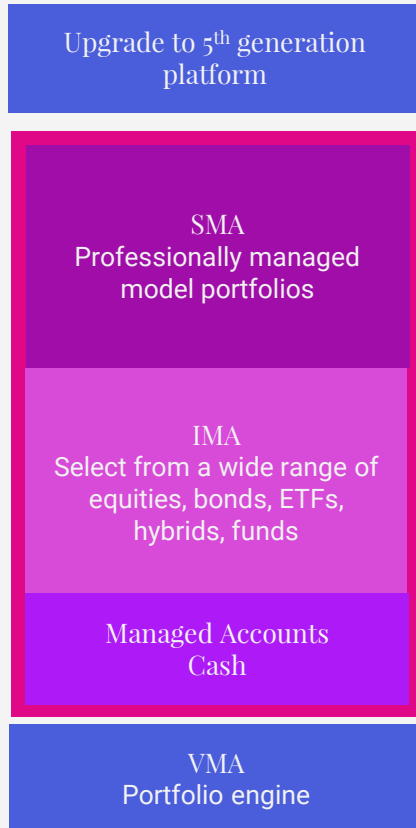 Upgrade to 5th generation
platform
SMA
Professionally managed
model portfolios
IMA
Select from a wide range of
equities, bonds, ETFs,
hybrids, funds
Managed Accounts
Cash
VMA
Portfolio engine